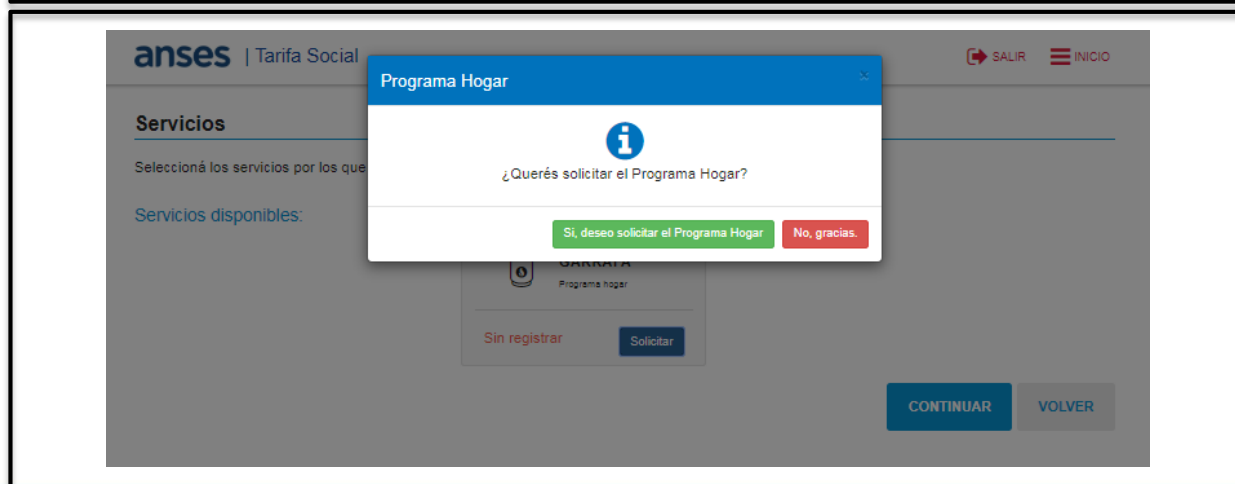 anses | Tarifa Social
SALIR
INICIO
Programa Hogar
×
Servicios
Seleccioná los servicios por los que
¿Querés solicitar el Programa Hogar?
Servicios disponibles:
Si, deseo solicitar el Programa Hogar
No, gracias.
GARRAFA
Programa hogar
Sin registrar
Solicitar
CONTINUAR
VOLVER